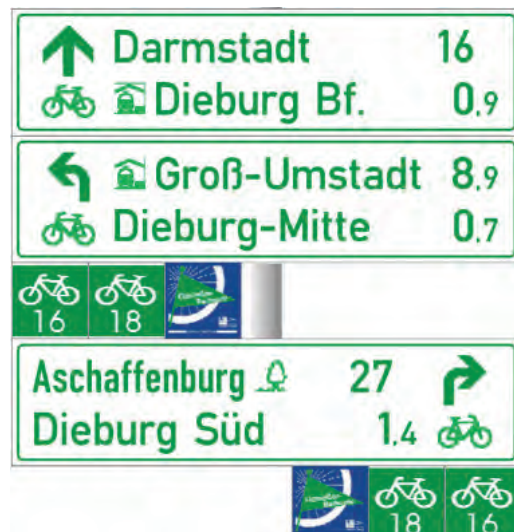 Darmstadt 16
Dieburg Bf. 0,9
Groß-Umstadt 8,9
Dieburg-Mitte 0,7
16 18
Aschaffenburg 27
Dieburg Süd 1,4
18 16